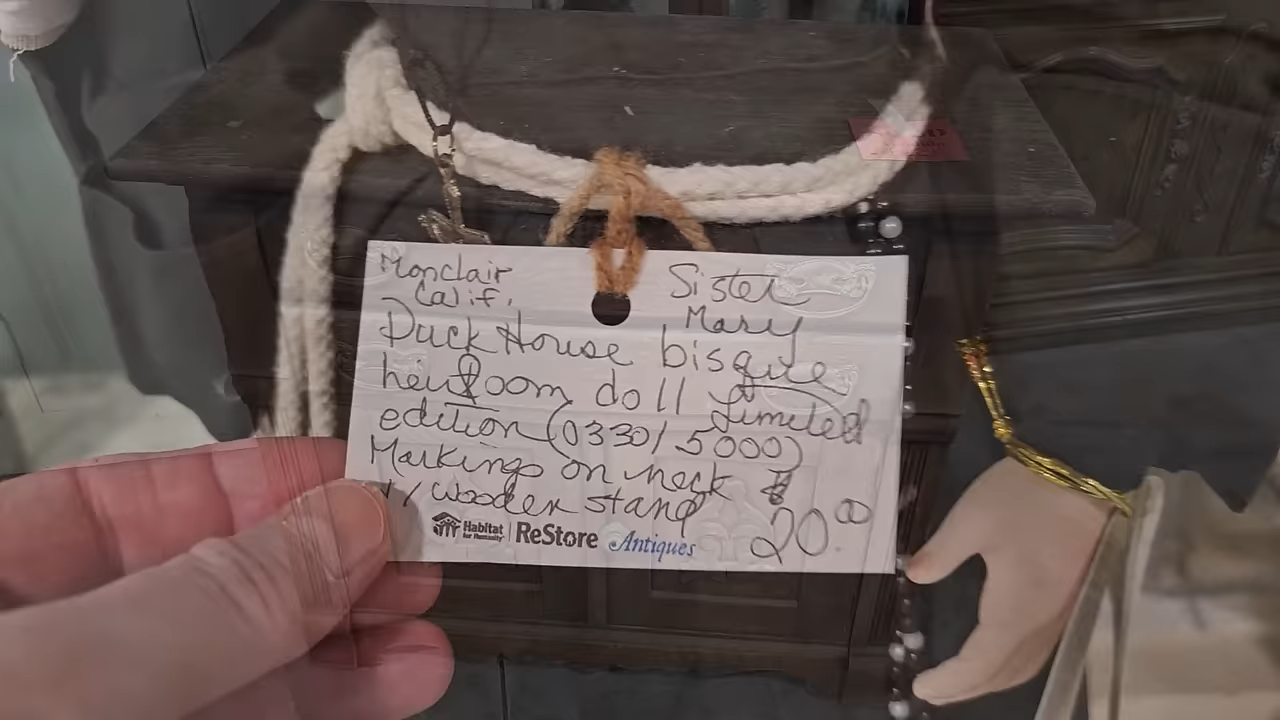 Monclair
Calif.
Sister
Mary
Duck House bisque
heirloom doll Limited
edition (0330/5000)
Markings on neck
w/ wooden stand
$20.00
Habitat for Humanity | ReStore Antiques